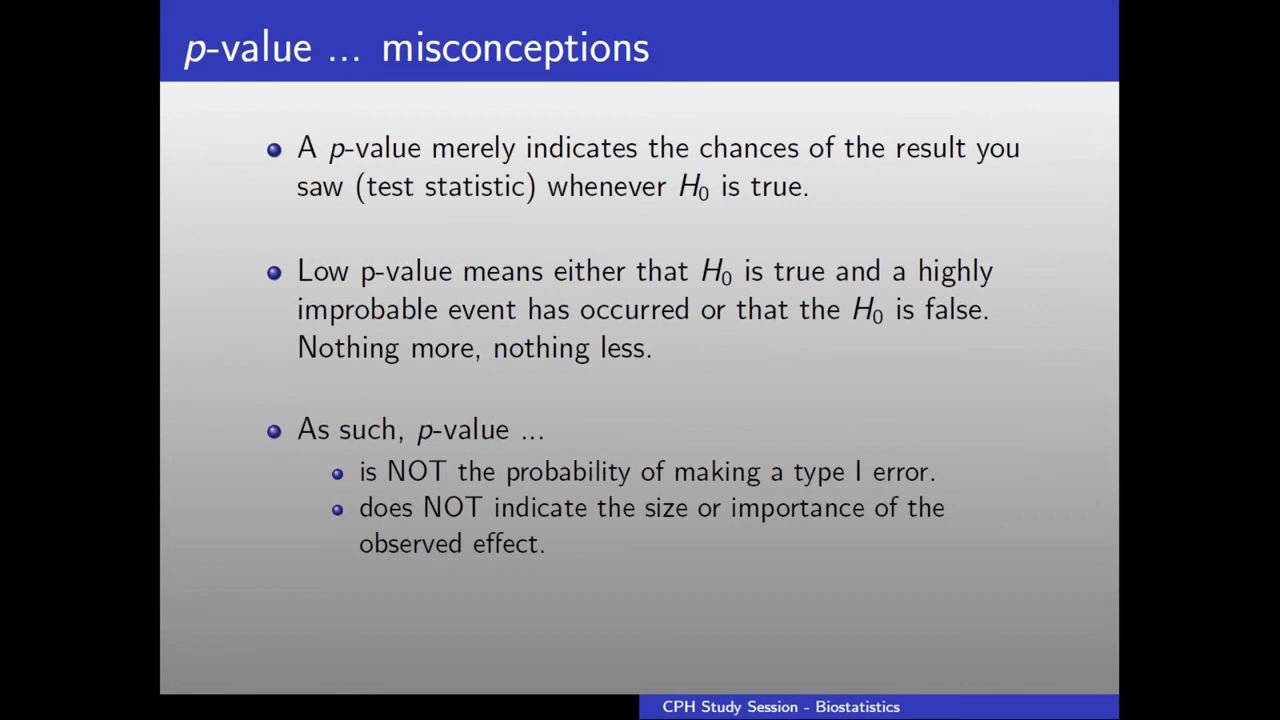 p-value ... misconceptions
A p-value merely indicates the chances of the result you
saw (test statistic) whenever H₀ is true.
Low p-value means either that H₀ is true and a highly
improbable event has occurred or that the H₀ is false.
Nothing more, nothing less.
As such, p-value ...
is NOT the probability of making a type I error.
does NOT indicate the size or importance of the
observed effect.
CPH Study Session - Biostatistics